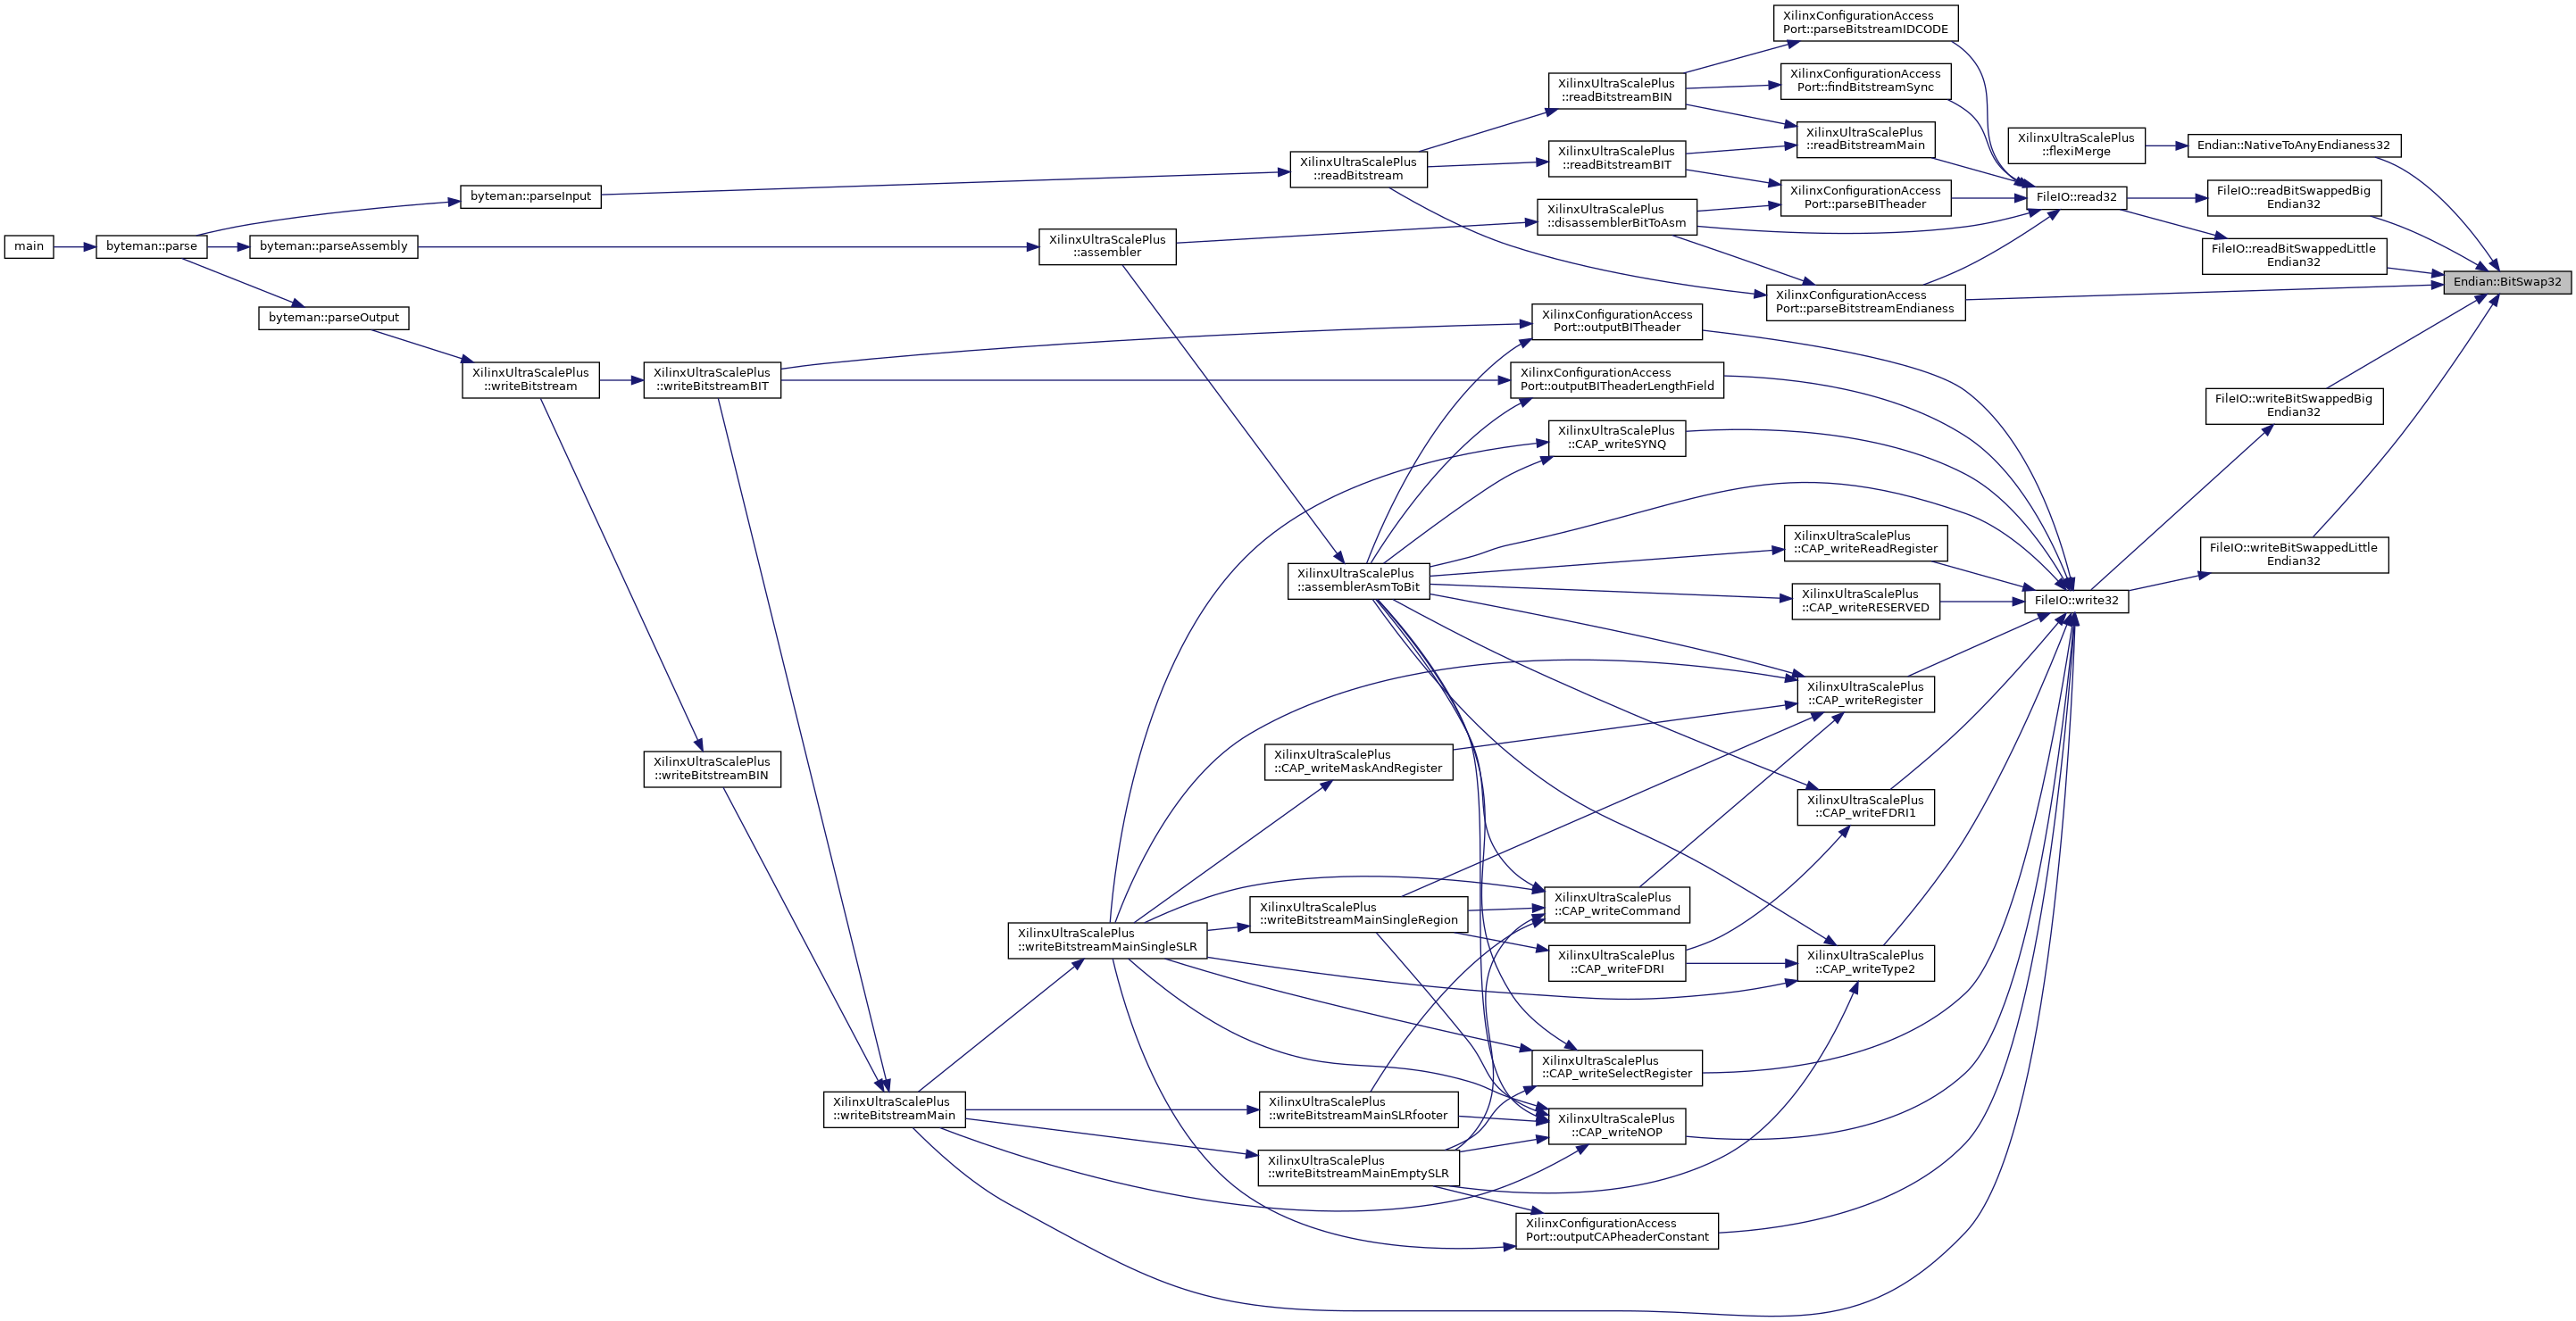 XilinxConfigurationAccess
Port::parseBitstreamIDCODE
XilinxUltraScalePlus
::readBitstreamBIN
XilinxConfigurationAccess
Port::findBitstreamSync
XilinxUltraScalePlus
::readBitstreamMain
XilinxUltraScalePlus
::flexiMerge
Endian::NativeToAnyEndianess32
XilinxUltraScalePlus
::readBitstream
XilinxUltraScalePlus
::readBitstreamBIT
byteman::parseInput
XilinxConfigurationAccess
Port::parseBITheader
FileIO::read32
FileIO::readBitSwappedBig
Endian32
XilinxUltraScalePlus
::disassemblerBitToAsm
main
byteman::parse
byteman::parseAssembly
XilinxUltraScalePlus
::assembler
FileIO::readBitSwappedLittle
Endian32
Endian::BitSwap32
XilinxConfigurationAccess
Port::parseBitstreamEndianess
byteman::parseOutput
XilinxConfigurationAccess
Port::outputBITheader
XilinxUltraScalePlus
::writeBitstream
XilinxUltraScalePlus
::writeBitstreamBIT
XilinxConfigurationAccess
Port::outputBITheaderLengthField
FileIO::writeBitSwappedBig
Endian32
XilinxUltraScalePlus
::CAP_writeSYNQ
XilinxUltraScalePlus
::CAP_writeReadRegister
FileIO::writeBitSwappedLittle
Endian32
XilinxUltraScalePlus
::assemblerAsmToBit
XilinxUltraScalePlus
::CAP_writeRESERVED
FileIO::write32
XilinxUltraScalePlus
::CAP_writeRegister
XilinxUltraScalePlus
::CAP_writeMaskAndRegister
XilinxUltraScalePlus
::writeBitstreamBIN
XilinxUltraScalePlus
::CAP_writeFDRI1
XilinxUltraScalePlus
::CAP_writeCommand
XilinxUltraScalePlus
::writeBitstreamMainSingleRegion
XilinxUltraScalePlus
::writeBitstreamMainSingleSLR
XilinxUltraScalePlus
::CAP_writeFDRI
XilinxUltraScalePlus
::CAP_writeType2
XilinxUltraScalePlus
::CAP_writeSelectRegister
XilinxUltraScalePlus
::writeBitstreamMain
XilinxUltraScalePlus
::writeBitstreamMainSLRfooter
XilinxUltraScalePlus
::CAP_writeNOP
XilinxUltraScalePlus
::writeBitstreamMainEmptySLR
XilinxConfigurationAccess
Port::outputCAPheaderConstant